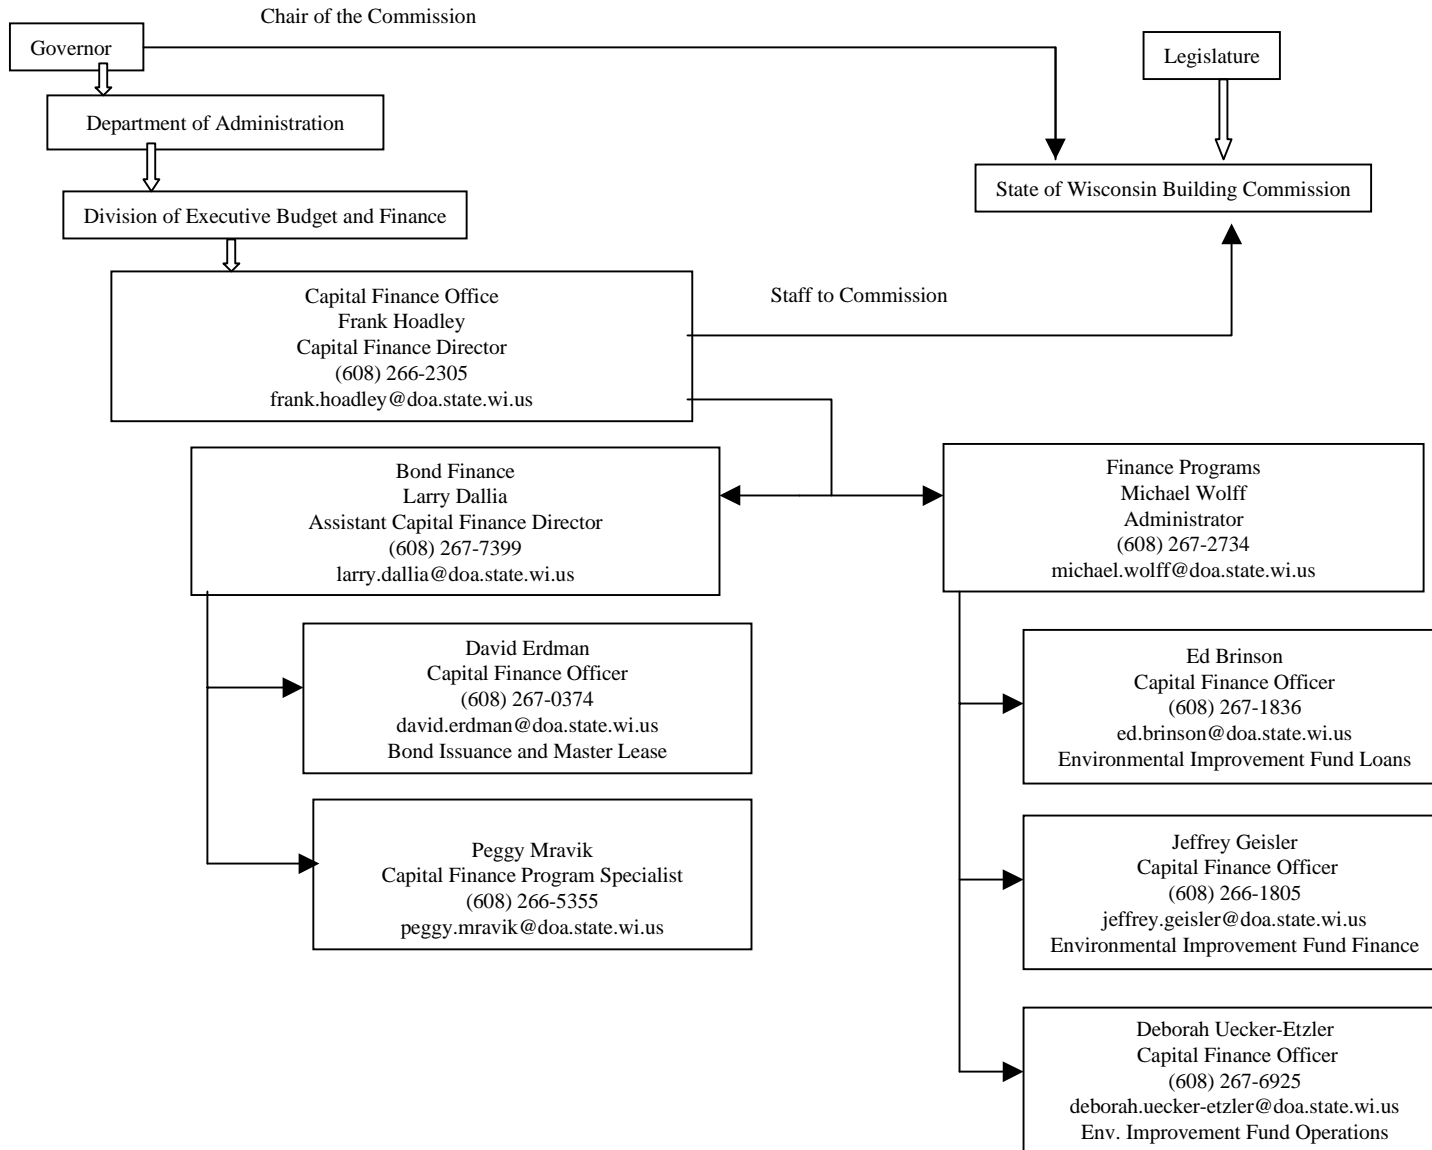 Chair of the Commission
Governor
Legislature
Department of Administration
State of Wisconsin Building Commission
Division of Executive Budget and Finance
Capital Finance Office
Frank Hoadley
Capital Finance Director
(608) 266-2305
frank.hoadley@doa.state.wi.us
Staff to Commission
Bond Finance
Larry Dallia
Assistant Capital Finance Director
(608) 267-7399
larry.dallia@doa.state.wi.us
Finance Programs
Michael Wolff
Administrator
(608) 267-2734
michael.wolff@doa.state.wi.us
David Erdman
Capital Finance Officer
(608) 267-0374
david.erdman@doa.state.wi.us
Bond Issuance and Master Lease
Ed Brinson
Capital Finance Officer
(608) 267-1836
ed.brinson@doa.state.wi.us
Environmental Improvement Fund Loans
Peggy Mravik
Capital Finance Program Specialist
(608) 266-5355
peggy.mravik@doa.state.wi.us
Jeffrey Geisler
Capital Finance Officer
(608) 266-1805
jeffrey.geisler@doa.state.wi.us
Environmental Improvement Fund Finance
Deborah Uecker-Etzler
Capital Finance Officer
(608) 267-6925
deborah.uecker-etzler@doa.state.wi.us
Env. Improvement Fund Operations